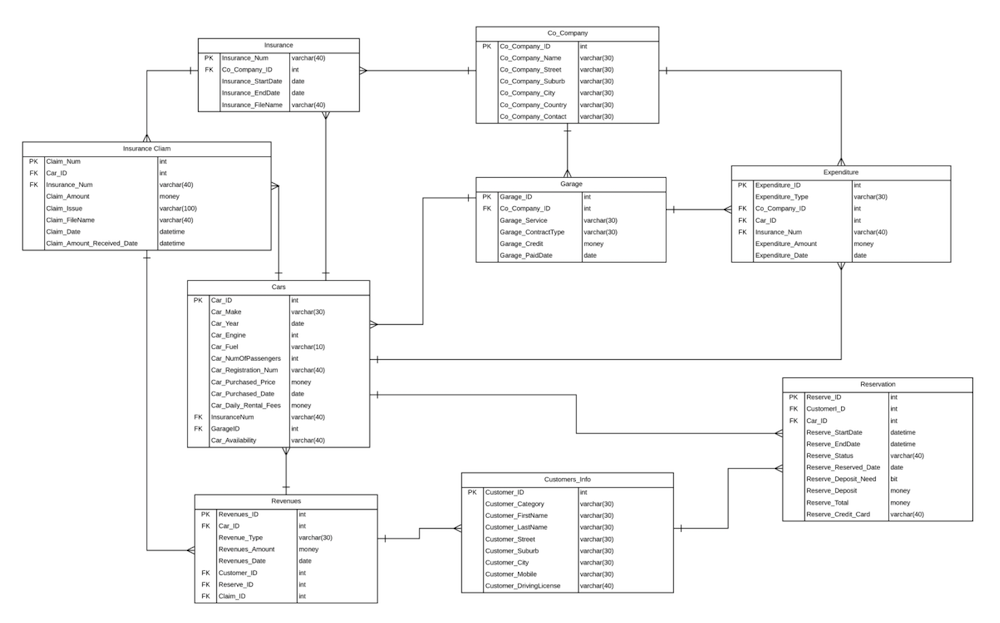 Insurance
PK Insurance_Num varchar(40)
FK Co_Company_ID int
Insurance_StartDate date
Insurance_EndDate date
Insurance_FileName varchar(40)
Co_Company
PK Co_Company_ID int
Co_Company_Name varchar(30)
Co_Company_Street varchar(30)
Co_Company_Suburb varchar(30)
Co_Company_City varchar(30)
Co_Company_Country varchar(30)
Co_Company_Contact varchar(30)
Insurance Cliam
PK Claim_Num int
FK Car_ID int
FK Insurance_Num varchar(40)
Claim_Amount money
Claim_Issue varchar(100)
Claim_FileName varchar(40)
Claim_Date datetime
Claim_Amount_Received_Date datetime
Garage
PK Garage_ID int
FK Co_Company_ID int
Garage_Service varchar(30)
Garage_ContractType varchar(30)
Garage_Credit money
Garage_PaidDate date
Expenditure
PK Expenditure_ID int
Expenditure_Type varchar(30)
FK Co_Company_ID int
FK Car_ID int
FK Insurance_Num varchar(40)
Expenditure_Amount money
Expenditure_Date date
Cars
PK Car_ID int
Car_Make varchar(30)
Car_Year date
Car_Engine int
Car_Fuel varchar(10)
Car_NumOfPassengers int
Car_Registration_Num varchar(40)
Car_Purchased_Price money
Car_Purchased_Date date
Car_Daily_Rental_Fees money
FK InsuranceNum varchar(40)
FK GarageID int
Car_Availability varchar(40)
Reservation
PK Reserve_ID int
FK CustomerI_D int
FK Car_ID int
Reserve_StartDate datetime
Reserve_EndDate datetime
Reserve_Status varchar(40)
Reserve_Reserved_Date date
Reserve_Deposit_Need bit
Reserve_Deposit money
Reserve_Total money
Reserve_Credit_Card varchar(40)
Revenues
PK Revenues_ID int
FK Car_ID int
Revenue_Type varchar(30)
Revenues_Amount money
Revenues_Date date
FK Customer_ID int
FK Reserve_ID int
FK Claim_ID int
Customers_Info
PK Customer_ID int
Customer_Category varchar(30)
Customer_FirstName varchar(30)
Customer_LastName varchar(30)
Customer_Street varchar(30)
Customer_Suburb varchar(30)
Customer_City varchar(30)
Customer_Mobile varchar(30)
Customer_DrivingLicense varchar(40)